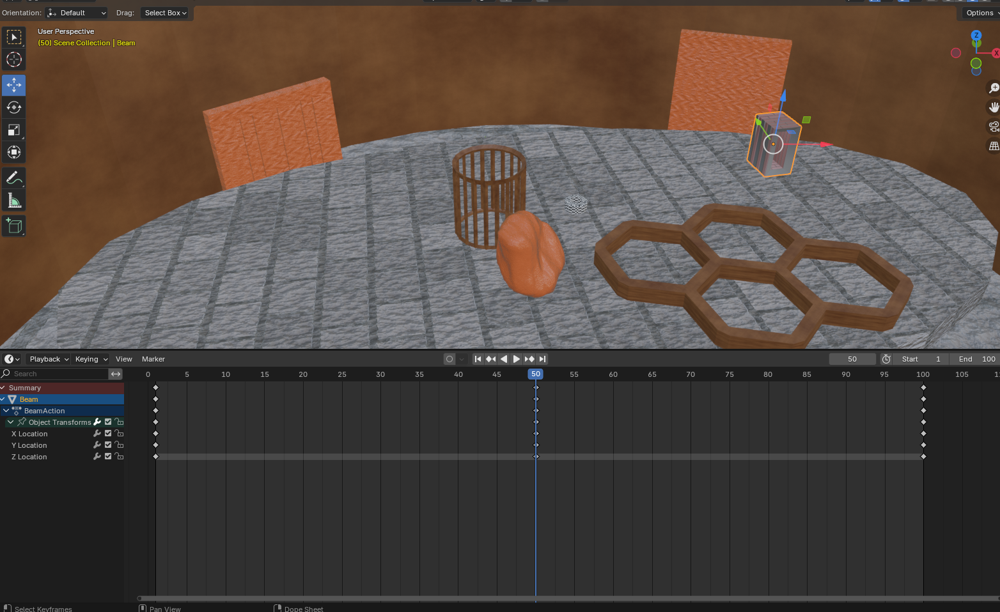 Orientation: Default Drag: Select Box Options
User Perspective
(50) Scene Collection | Beam
Z
X
Playback Keying View Marker 50 Start 1 End 100
Search 0 5 10 15 20 25 30 35 40 45 50 55 60 65 70 75 80 85 90 95 100 105
Summary
Beam
BeamAction
Object Transforms
X Location
Y Location
Z Location
Select Keyframes Pan View Dope Sheet